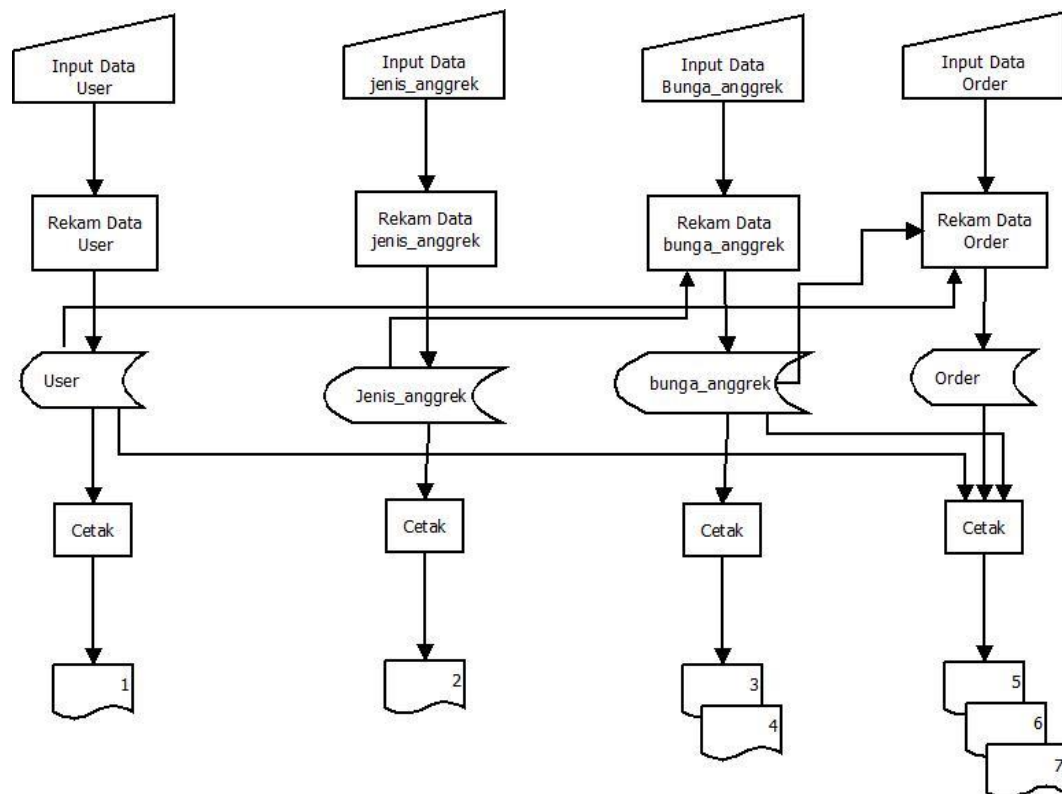 Input Data
User
Input Data
jenis_anggrek
Input Data
Bunga_anggrek
Input Data
Order
Rekam Data
User
Rekam Data
jenis_anggrek
Rekam Data
bunga_anggrek
Rekam Data
Order
User
Jenis_anggrek
bunga_anggrek
Order
Cetak
Cetak
Cetak
Cetak
1
2
3
4
5
6
7